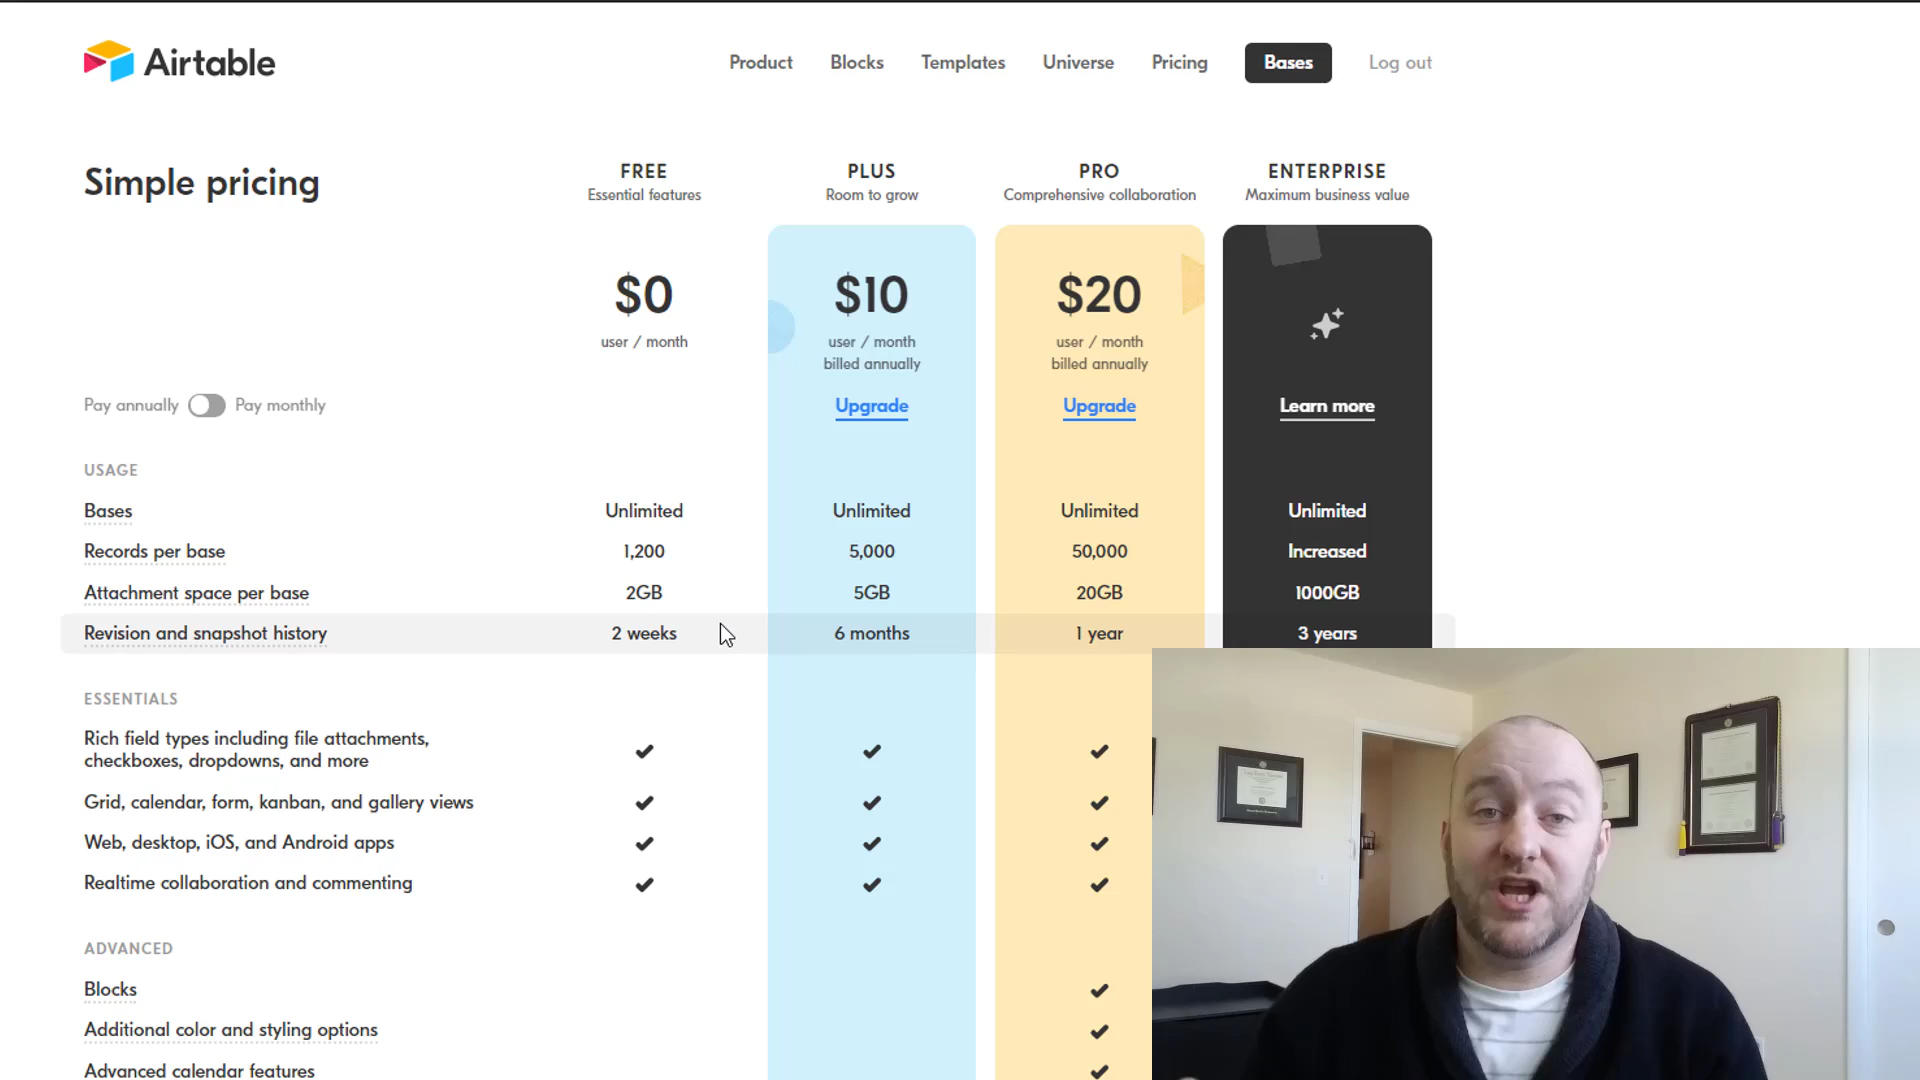 Airtable
Product Blocks Templates Universe Pricing Bases Log out
Simple pricing
FREE PLUS PRO ENTERPRISE
Essential features Room to grow Comprehensive collaboration Maximum business value
$0 $10 $20
user / month user / month user / month
billed annually billed annually
Pay annually Pay monthly Upgrade Upgrade Learn more
USAGE
Bases Unlimited Unlimited Unlimited Unlimited
Records per base 1,200 5,000 50,000 Increased
Attachment space per base 2GB 5GB 20GB 1000GB
Revision and snapshot history 2 weeks 6 months 1 year 3 years
ESSENTIALS
Rich field types including file attachments,
checkboxes, dropdowns, and more
Grid, calendar, form, kanban, and gallery views
Web, desktop, iOS, and Android apps
Realtime collaboration and commenting
ADVANCED
Blocks
Additional color and styling options
Advanced calendar features